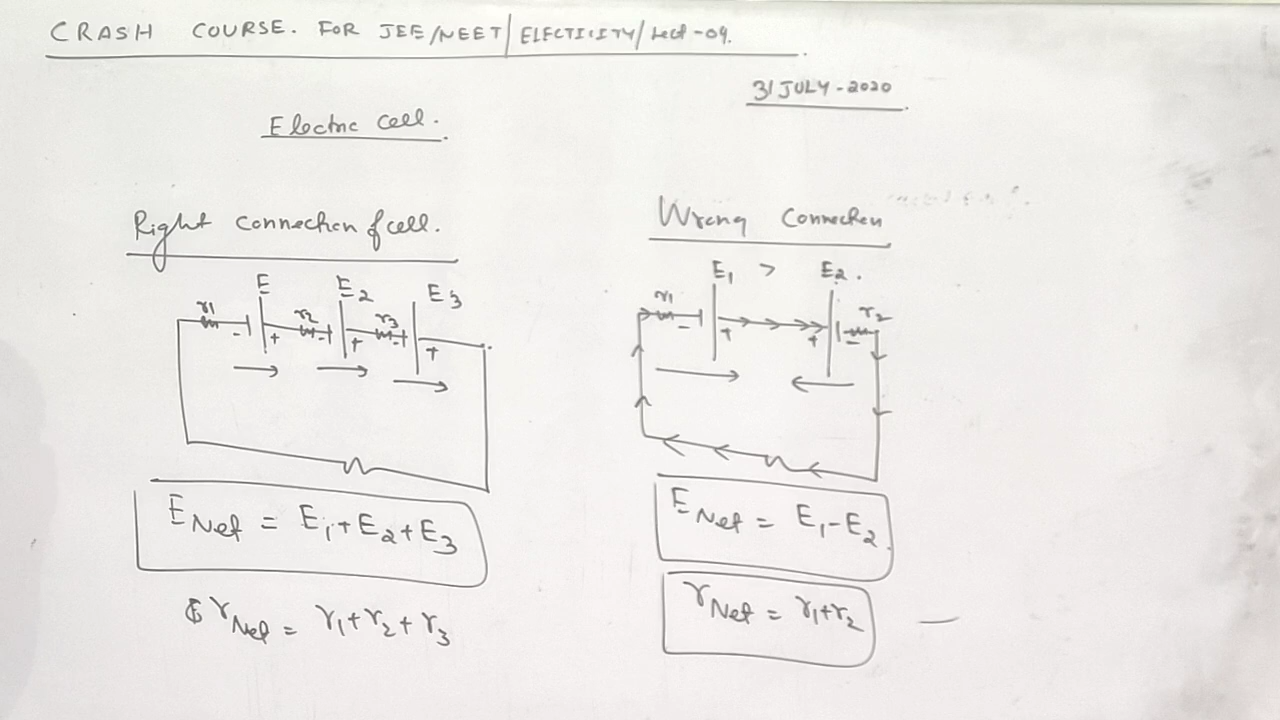 CRASH COURSE. FOR JEE/NEET/ELECTICITY/Lect-04.
31 JULY-2020
Electric cell.
Right connection of cell.
E E2 E3
r1 r2 r3
- + - + - +
ENet = E1+E2+E3
& rNet = r1+r2+r3
Wrong Connection
E1 > E2.
r1 r2
- + + -
ENet = E1-E2.
rNet = r1+r2